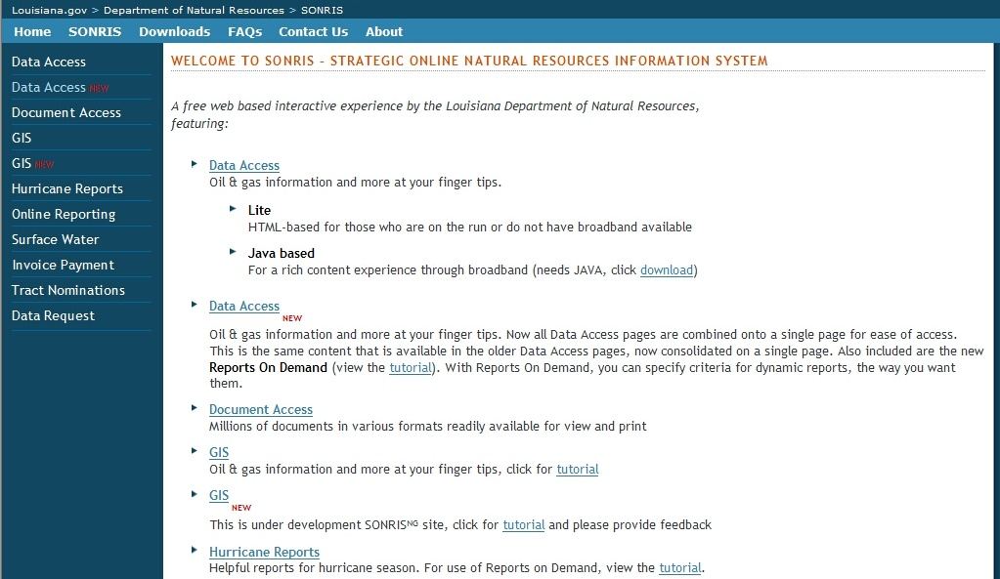 Louisiana.gov > Department of Natural Resources > SONRIS
Home SONRIS Downloads FAQs Contact Us About
Data Access
Data Access NEW
Document Access
GIS
GIS NEW
Hurricane Reports
Online Reporting
Surface Water
Invoice Payment
Tract Nominations
Data Request
WELCOME TO SONRIS - STRATEGIC ONLINE NATURAL RESOURCES INFORMATION SYSTEM
A free web based interactive experience by the Louisiana Department of Natural Resources,
featuring:
Data Access
Oil & gas information and more at your finger tips.
Lite
HTML-based for those who are on the run or do not have broadband available
Java based
For a rich content experience through broadband (needs JAVA, click download)
Data Access
NEW
Oil & gas information and more at your finger tips. Now all Data Access pages are combined onto a single page for ease of access.
This is the same content that is available in the older Data Access pages, now consolidated on a single page. Also included are the new
Reports On Demand (view the tutorial). With Reports On Demand, you can specify criteria for dynamic reports, the way you want
them.
Document Access
Millions of documents in various formats readily available for view and print
GIS
Oil & gas information and more at your finger tips, click for tutorial
GIS
NEW
This is under development SONRISᴺᴳ site, click for tutorial and please provide feedback
Hurricane Reports
Helpful reports for hurricane season. For use of Reports on Demand, view the tutorial.